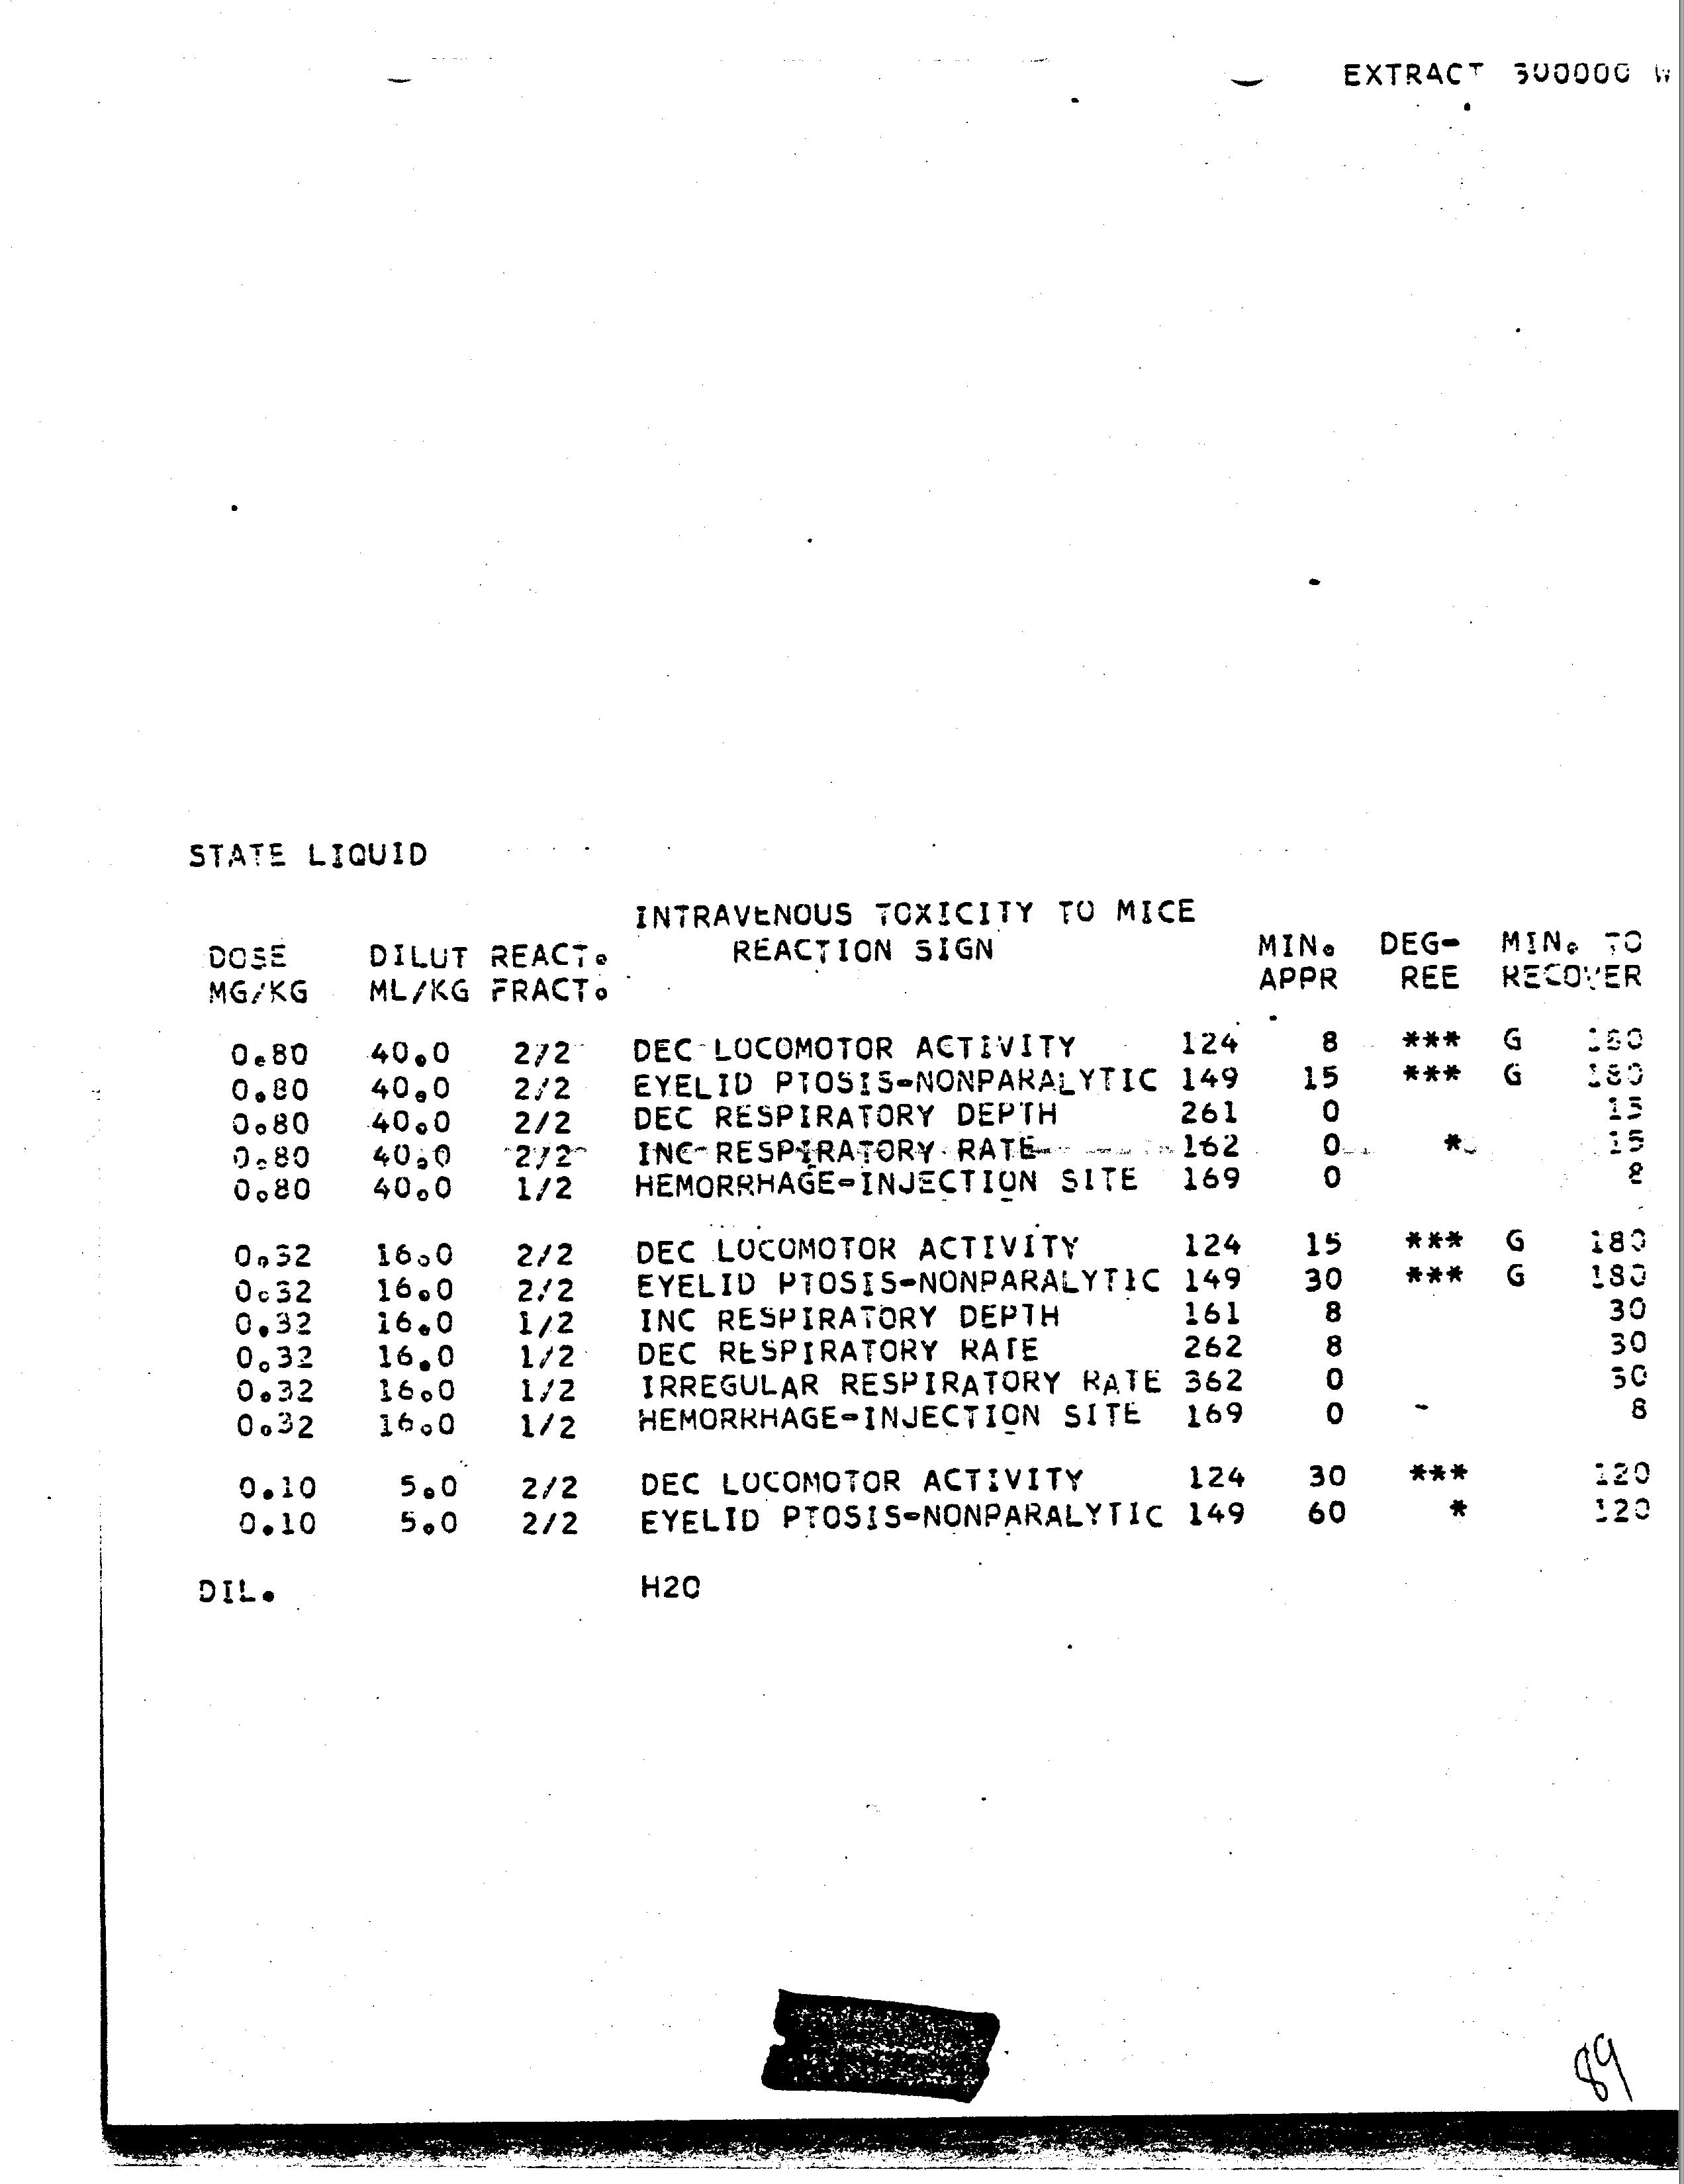 EXTRACT 300000 W
STATE LIQUID
INTRAVENOUS TOXICITY TO MICE
DOSE DILUT REACT. REACTION SIGN MIN. DEG- MIN. TO
MG/KG ML/KG FRACT. APPR REE RECOVER
0.80 40.0 2/2 DEC LOCOMOTOR ACTIVITY 124 8 *** G 180
0.80 40.0 2/2 EYELID PTOSIS-NONPARALYTIC 149 15 *** G 180
0.80 40.0 2/2 DEC RESPIRATORY DEPTH 261 0 15
0.80 40.0 2/2 INC RESPIRATORY RATE 162 0 * 15
0.80 40.0 1/2 HEMORRHAGE-INJECTION SITE 169 0 8
0.32 16.0 2/2 DEC LOCOMOTOR ACTIVITY 124 15 *** G 180
0.32 16.0 2/2 EYELID PTOSIS-NONPARALYTIC 149 30 *** G 180
0.32 16.0 1/2 INC RESPIRATORY DEPTH 161 8 30
0.32 16.0 1/2 DEC RESPIRATORY RATE 262 8 30
0.32 16.0 1/2 IRREGULAR RESPIRATORY RATE 362 0 30
0.32 16.0 1/2 HEMORRHAGE-INJECTION SITE 169 0 - 8
0.10 5.0 2/2 DEC LOCOMOTOR ACTIVITY 124 30 *** 120
0.10 5.0 2/2 EYELID PTOSIS-NONPARALYTIC 149 60 * 120
DIL. H2O
89